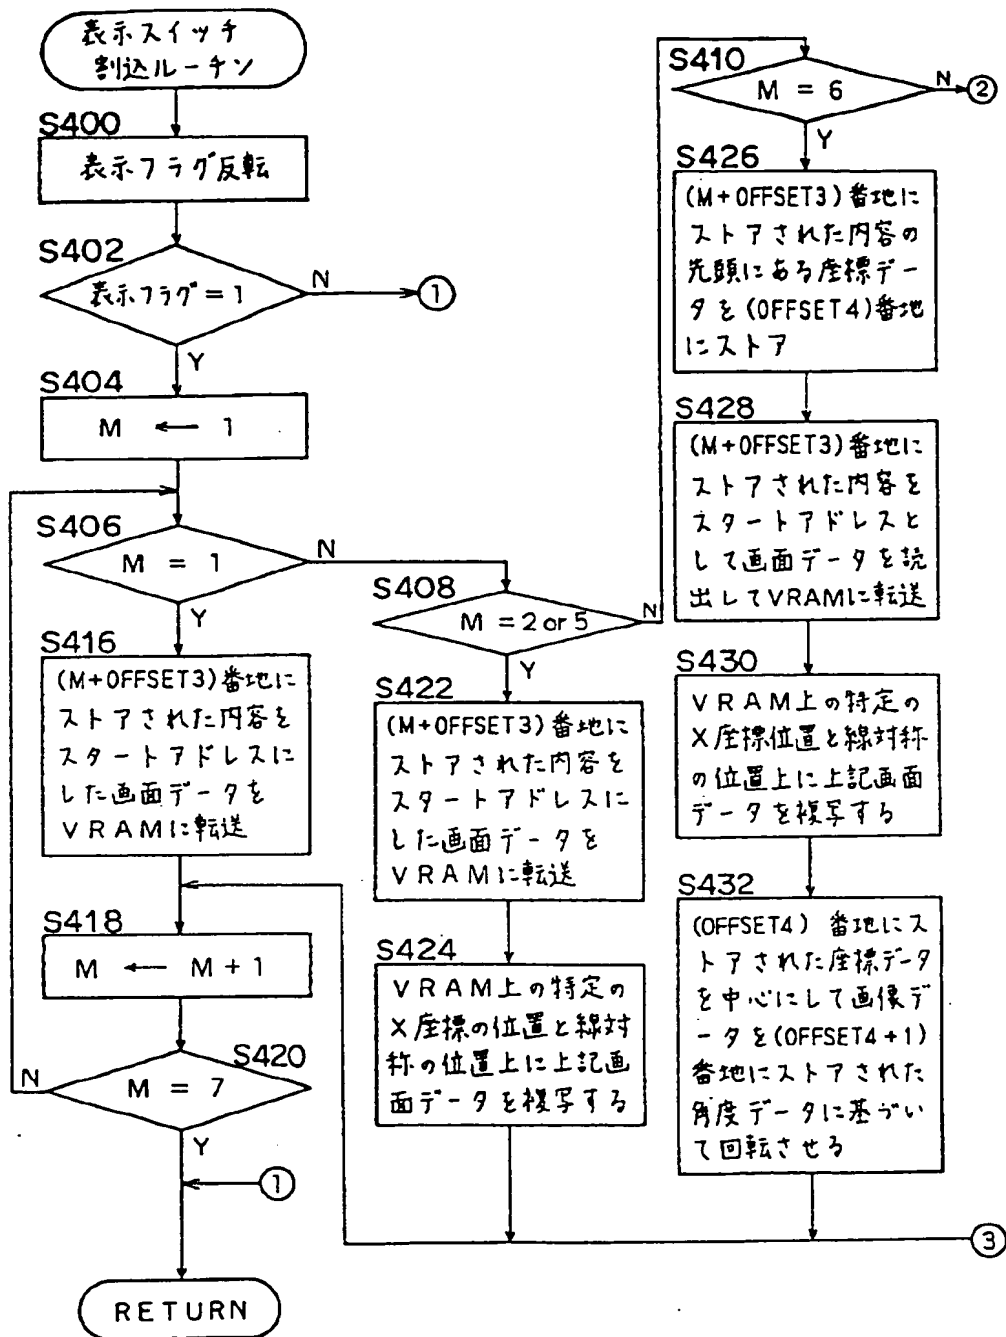 表示スイッチ
割込ルーチン
S400
表示フラグ反転
S402
表示フラグ=1
N
①
Y
S404
M ← 1
S406
M = 1
N
Y
S416
(M+OFFSET3)番地に
ストアされた内容を
スタートアドレスに
した画面データを
VRAMに転送
S418
M ← M+1
S420
M = 7
N
Y
①
RETURN
S408
M = 2 or 5
N
Y
S422
(M+OFFSET3)番地に
ストアされた内容を
スタートアドレスに
した画面データを
VRAMに転送
S424
VRAM上の特定の
X座標の位置と線対
称の位置上に上記画
面データを複写する
S410
M = 6
N
②
Y
S426
(M+OFFSET3)番地に
ストアされた内容の
先頭にある座標デー
タを(OFFSET4)番地
にストア
S428
(M+OFFSET3)番地に
ストアされた内容を
スタートアドレスと
して画面データを読
出してVRAMに転送
S430
VRAM上の特定の
X座標位置と線対称
の位置上に上記画面
データを複写する
S432
(OFFSET4) 番地にス
トアされた座標データ
を中心にして画像デ
ータを(OFFSET4+1)
番地にストアされた
角度データに基づい
て回転させる
③